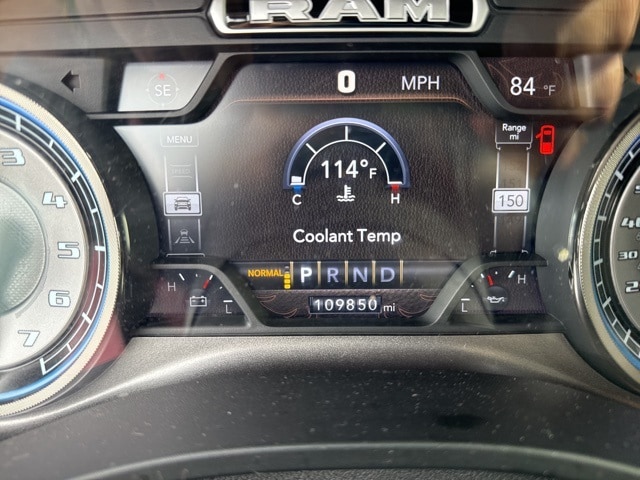 RAM
SE
0 MPH
84 °F
MENU
Range
mi
114°F
C H
150
Coolant Temp
NORMAL P R N D
H L
109850 mi
L H
3
4
5
6
7